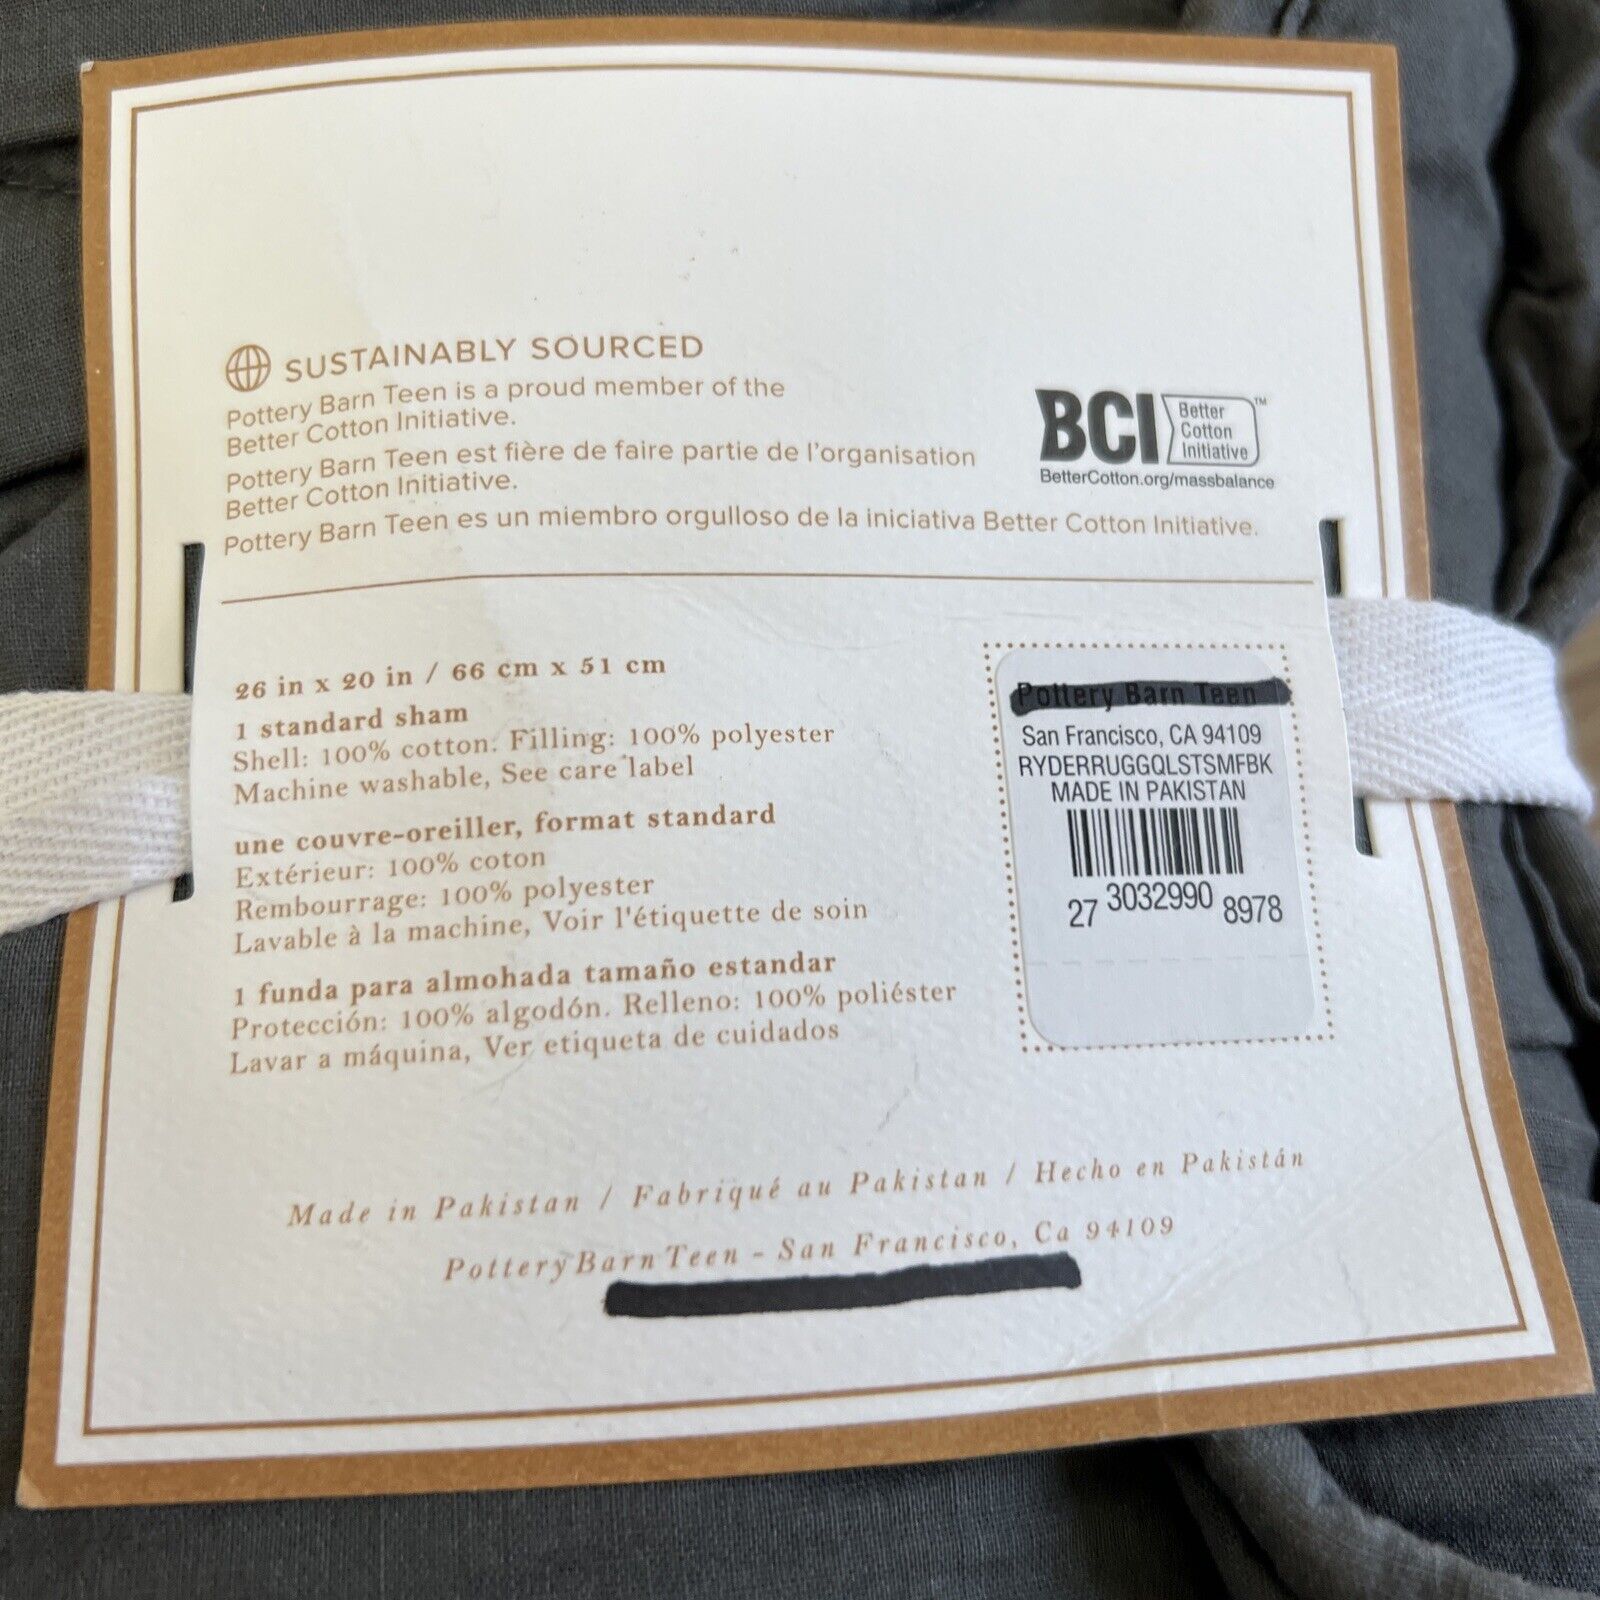 SUSTAINABLY SOURCED
Pottery Barn Teen is a proud member of the
Better Cotton Initiative.
Pottery Barn Teen est fière de faire partie de l'organisation
Better Cotton Initiative.
Pottery Barn Teen es un miembro orgulloso de la iniciativa Better Cotton Initiative.
BCI
Better
Cotton
Initiative
™
BetterCotton.org/massbalance
26 in x 20 in / 66 cm x 51 cm
1 standard sham
Shell: 100% cotton. Filling: 100% polyester
Machine washable, See care label
une couvre-oreiller, format standard
Extérieur: 100% coton
Rembourrage: 100% polyester
Lavable à la machine, Voir l'étiquette de soin
1 funda para almohada tamaño estandar
Protección: 100% algodón. Relleno: 100% poliéster
Lavar a máquina, Ver etiqueta de cuidados
Pottery Barn Teen
San Francisco, CA 94109
RYDERRUGGQLSTSMFBK
MADE IN PAKISTAN
27 3032990 8978
Made in Pakistan / Fabriqué au Pakistan / Hecho en Pakistán
Pottery Barn Teen - San Francisco, Ca 94109